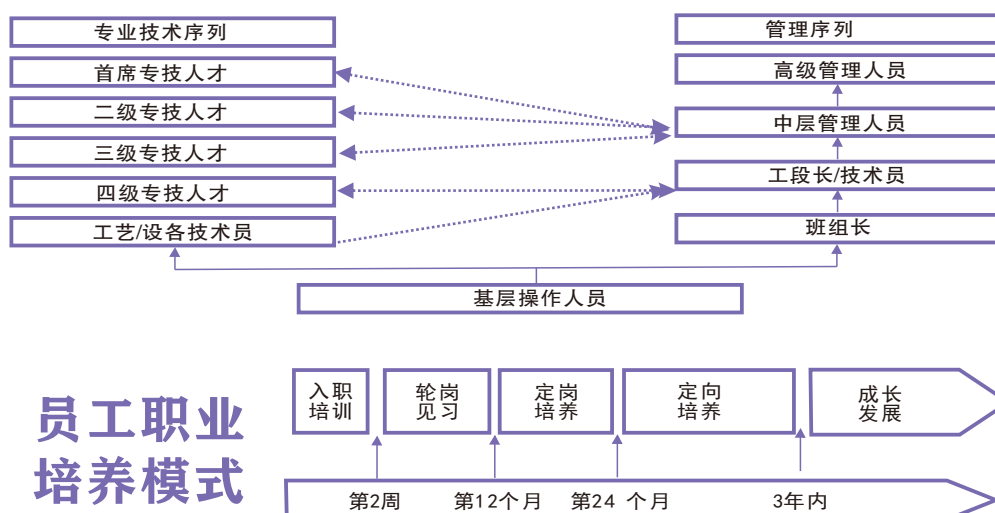 专业技术序列
管理序列
首席专技人才
高级管理人员
二级专技人才
中层管理人员
三级专技人才
工段长/技术员
四级专技人才
班组长
工艺/设各技术员
基层操作人员
员工职业
培养模式
入职
培训
轮岗
见习
定岗
培养
定向
培养
成长
发展
第2周
第12个月
第24 个月
3年内